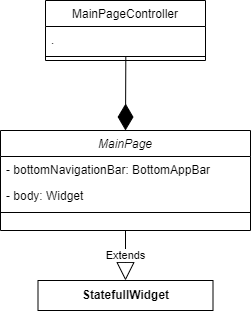 MainPageController
.
MainPage
- bottomNavigationBar: BottomAppBar
- body: Widget
Extends
StatefullWidget